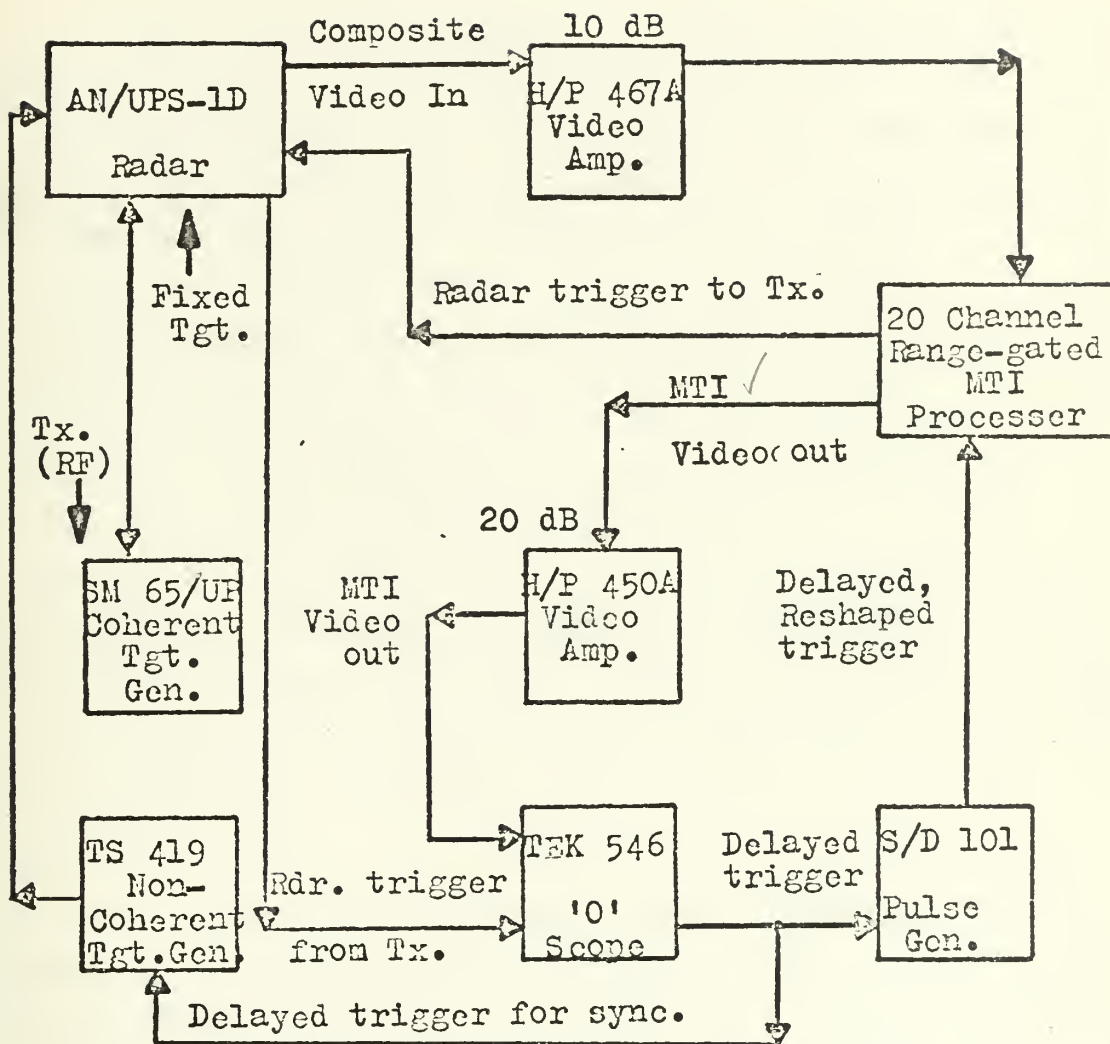 Composite
10 dB
AN/UPS-1D
Radar
Video In
H/P 467A
Video
Amp.
Fixed
Tgt.
Radar trigger to Tx.
20 Channel
Range-gated
MTI
Processer
MTI
Video out
Tx.
(RF)
20 dB
SM 65/UP
Coherent
Tgt.
Gen.
MTI
Video
out
H/P 450A
Video
Amp.
Delayed,
Reshaped
trigger
TS 419
Non-
Coherent
Tgt.Gen.
Rdr. trigger
from Tx.
TEK 546
'O'
Scope
Delayed
trigger
S/D 101
Pulse
Gen.
Delayed trigger for sync.